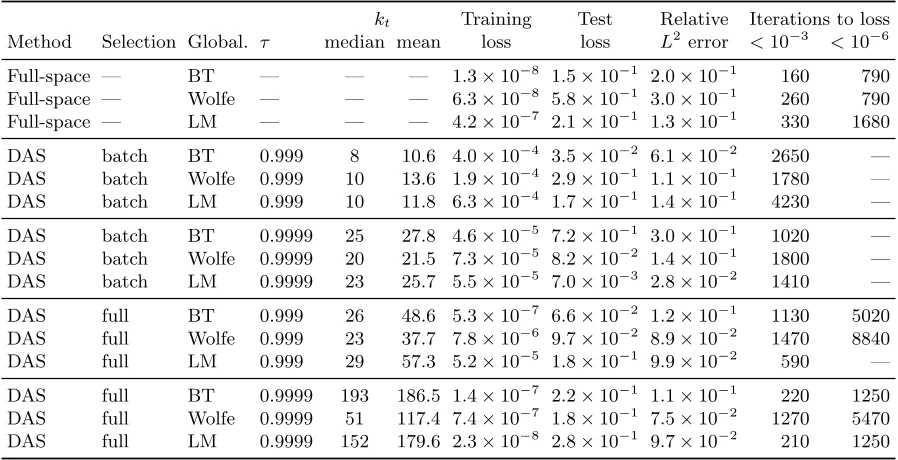 k_t Training Test Relative Iterations to loss
Method Selection Global. τ median mean loss loss L² error < 10⁻³ < 10⁻⁶
Full-space — BT — — — 1.3 × 10⁻⁸ 1.5 × 10⁻¹ 2.0 × 10⁻¹ 160 790
Full-space — Wolfe — — — 6.3 × 10⁻⁸ 5.8 × 10⁻¹ 3.0 × 10⁻¹ 260 790
Full-space — LM — — — 4.2 × 10⁻⁷ 2.1 × 10⁻¹ 1.3 × 10⁻¹ 330 1680
DAS batch BT 0.999 8 10.6 4.0 × 10⁻⁴ 3.5 × 10⁻² 6.1 × 10⁻² 2650 —
DAS batch Wolfe 0.999 10 13.6 1.9 × 10⁻⁴ 2.9 × 10⁻¹ 1.1 × 10⁻¹ 1780 —
DAS batch LM 0.999 10 11.8 6.3 × 10⁻⁴ 1.7 × 10⁻¹ 1.4 × 10⁻¹ 4230 —
DAS batch BT 0.9999 25 27.8 4.6 × 10⁻⁵ 7.2 × 10⁻¹ 3.0 × 10⁻¹ 1020 —
DAS batch Wolfe 0.9999 20 21.5 7.3 × 10⁻⁵ 8.2 × 10⁻² 1.4 × 10⁻¹ 1800 —
DAS batch LM 0.9999 23 25.7 5.5 × 10⁻⁵ 7.0 × 10⁻³ 2.8 × 10⁻² 1410 —
DAS full BT 0.999 26 48.6 5.3 × 10⁻⁷ 6.6 × 10⁻² 1.2 × 10⁻¹ 1130 5020
DAS full Wolfe 0.999 23 37.7 7.8 × 10⁻⁶ 9.7 × 10⁻² 8.9 × 10⁻² 1470 8840
DAS full LM 0.999 29 57.3 5.2 × 10⁻⁵ 1.8 × 10⁻¹ 9.9 × 10⁻² 590 —
DAS full BT 0.9999 193 186.5 1.4 × 10⁻⁷ 2.2 × 10⁻¹ 1.1 × 10⁻¹ 220 1250
DAS full Wolfe 0.9999 51 117.4 7.4 × 10⁻⁷ 1.8 × 10⁻¹ 7.5 × 10⁻² 1270 5470
DAS full LM 0.9999 152 179.6 2.3 × 10⁻⁸ 2.8 × 10⁻¹ 9.7 × 10⁻² 210 1250